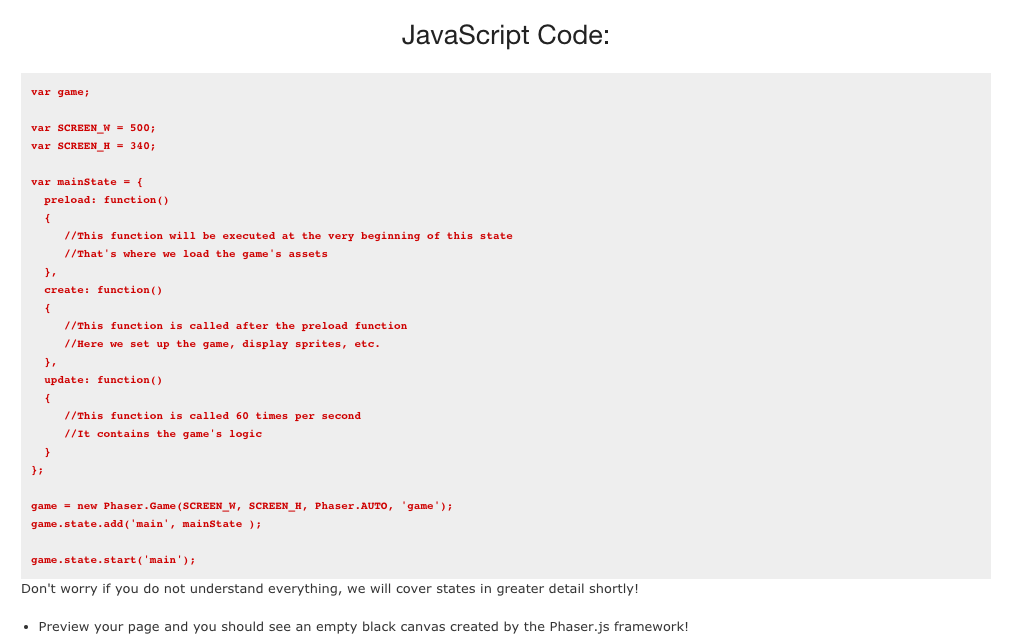 JavaScript Code:
var game;
var SCREEN_W = 500;
var SCREEN_H = 340;
var mainState = {
preload: function()
{
//This function will be executed at the very beginning of this state
//That's where we load the game's assets
},
create: function()
{
//This function is called after the preload function
//Here we set up the game, display sprites, etc.
},
update: function()
{
//This function is called 60 times per second
//It contains the game's logic
}
};
game = new Phaser.Game(SCREEN_W, SCREEN_H, Phaser.AUTO, 'game');
game.state.add('main', mainState );
game.state.start('main');
Don't worry if you do not understand everything, we will cover states in greater detail shortly!
• Preview your page and you should see an empty black canvas created by the Phaser.js framework!